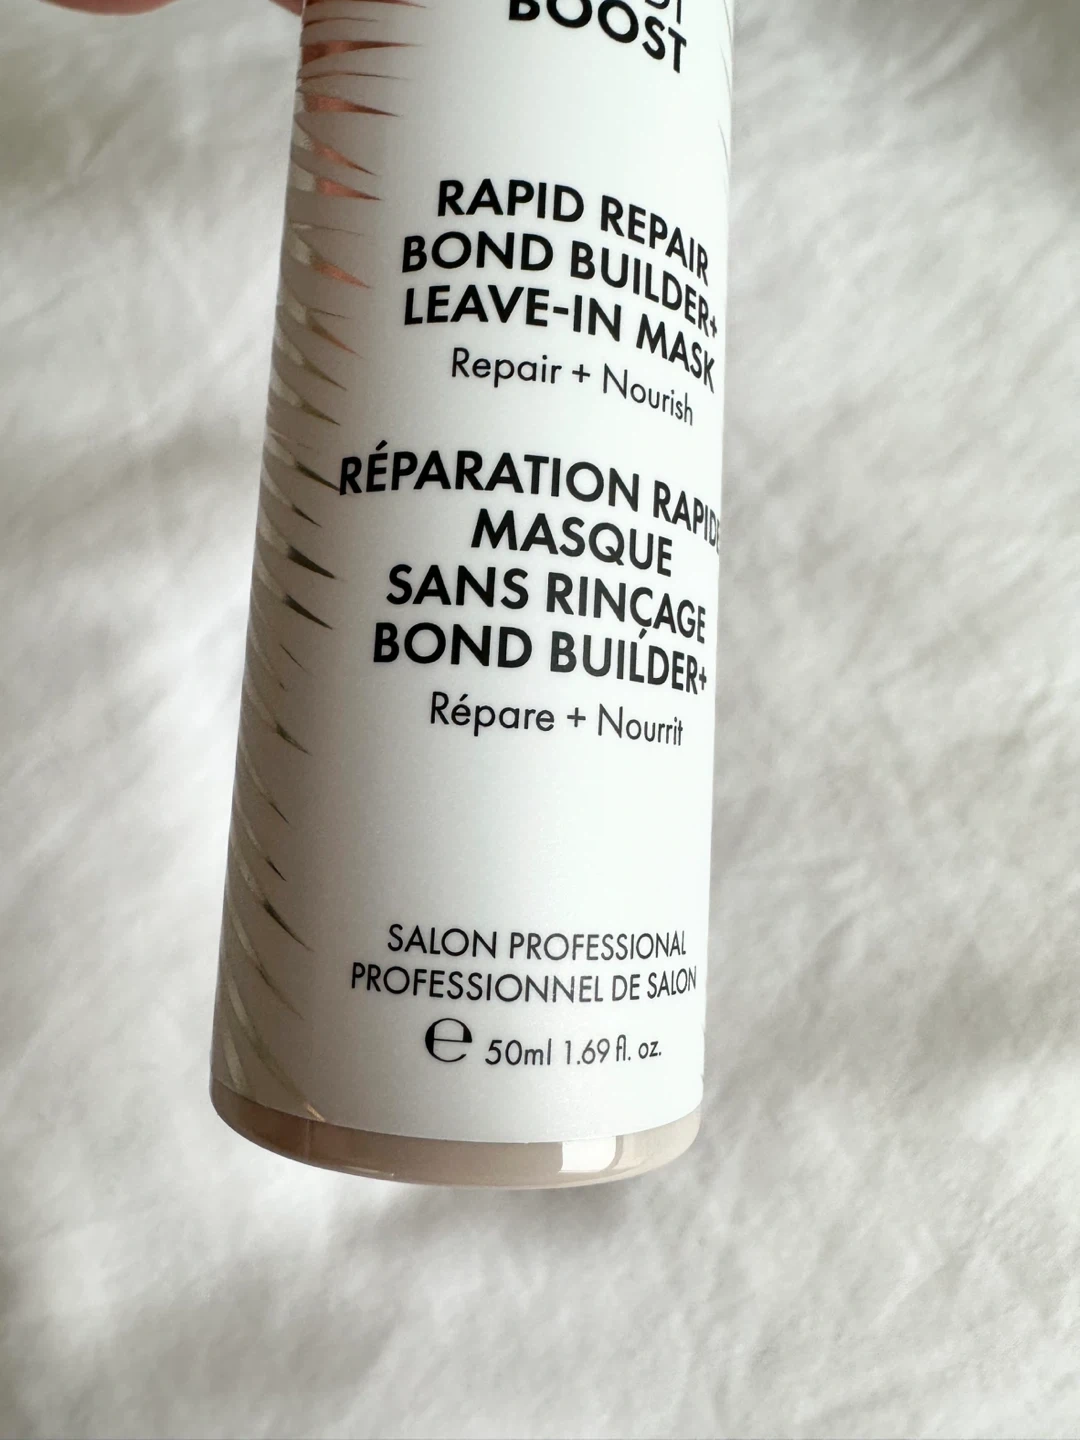 BOOST
RAPID REPAIR
BOND BUILDER+
LEAVE-IN MASK
Repair + Nourish
RÉPARATION RAPIDE
MASQUE
SANS RINÇAGE
BOND BUILDER+
Répare + Nourrit
SALON PROFESSIONAL
PROFESSIONNEL DE SALON
℮ 50ml 1.69 fl. oz.